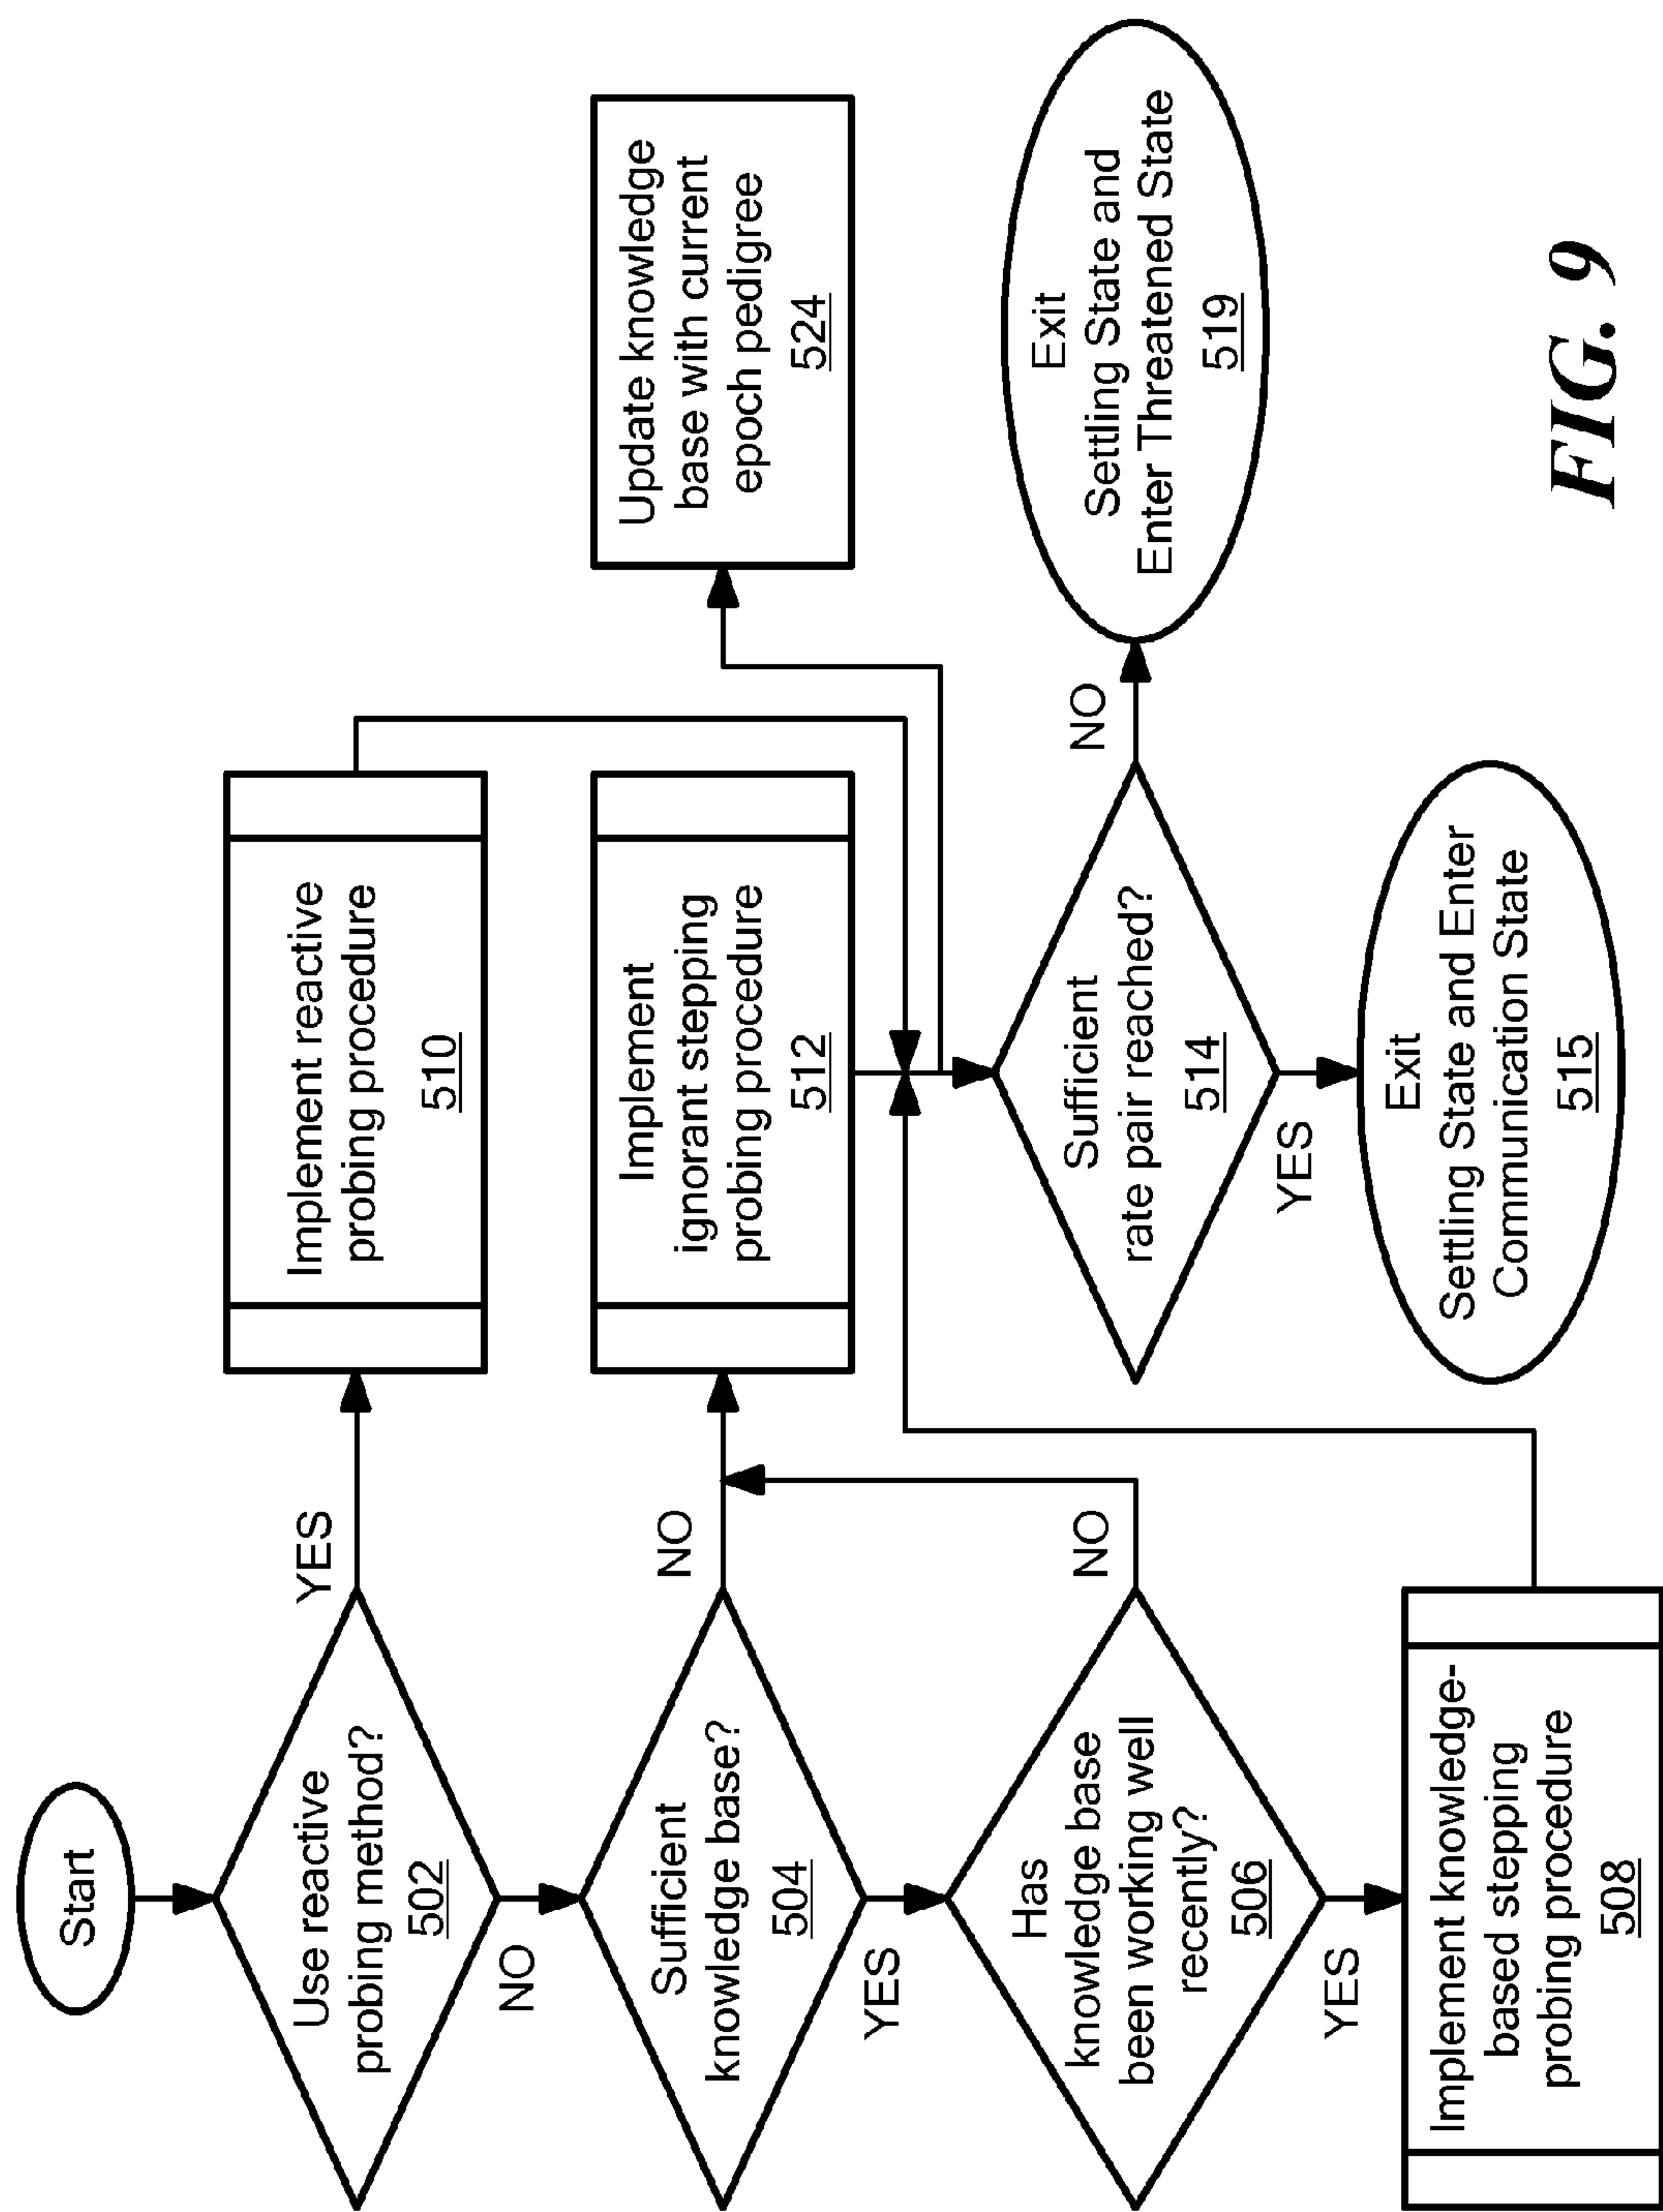 Start
Use reactive
probing method?
502
YES
NO
Implement reactive
probing procedure
510
Sufficient
knowledge base?
504
NO
YES
Implement
ignorant stepping
probing procedure
512
Update knowledge
base with current
epoch pedigree
524
Has
knowledge base
been working well
recently?
506
NO
YES
Implement knowledge-
based stepping
probing procedure
508
Sufficient
rate pair reached?
514
NO
YES
Exit
Settling State and
Enter Threatened State
519
Exit
Settling State and Enter
Communication State
515
FIG. 9